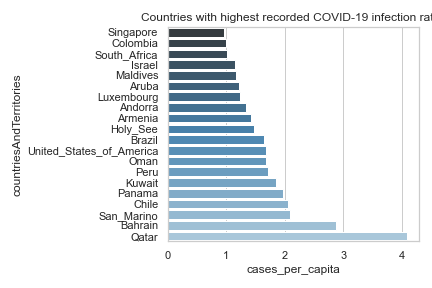 Countries with highest recorded COVID-19 infection rat
Singapore
Colombia
South_Africa
Israel
Maldives
Aruba
Luxembourg
Andorra
Armenia
Holy_See
Brazil
United_States_of_America
Oman
Peru
Kuwait
Panama
Chile
San_Marino
Bahrain
Qatar
countriesAndTerritories
0 1 2 3 4
cases_per_capita